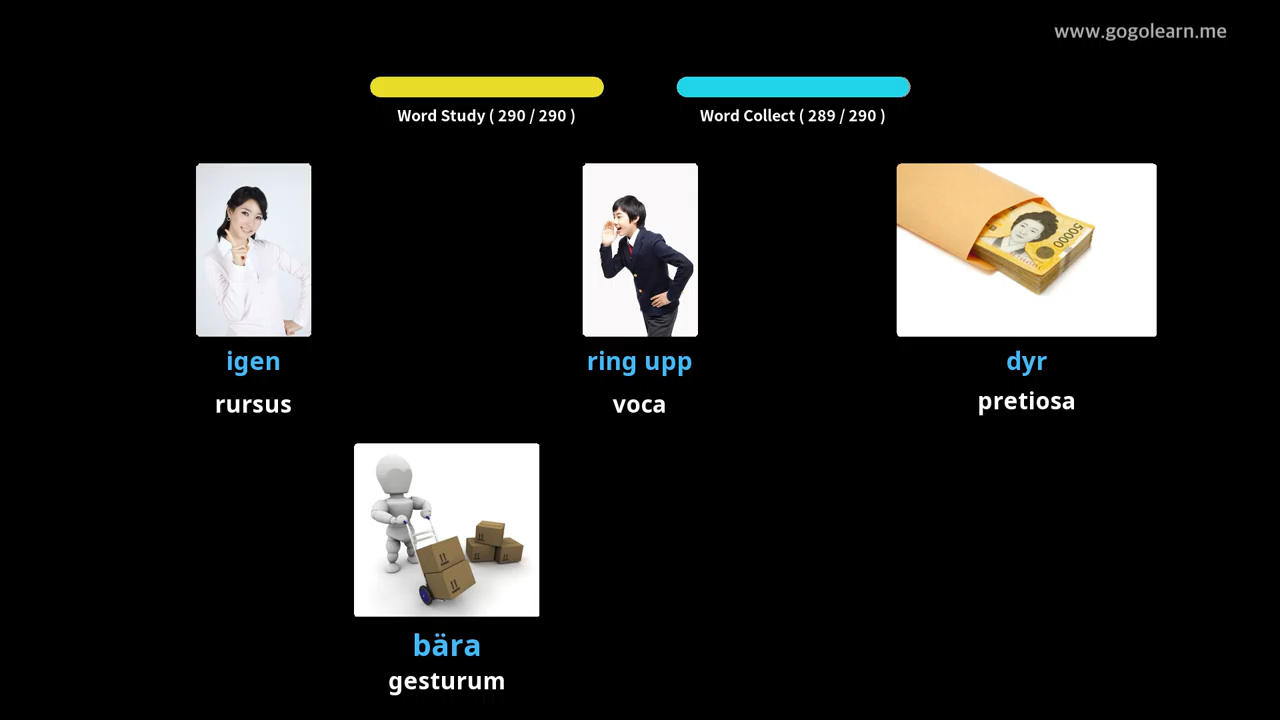 www.gogolearn.me
Word Study ( 290 / 290 )
Word Collect ( 289 / 290 )
50000
igen
rursus
ring upp
voca
dyr
pretiosa
bära
gesturum